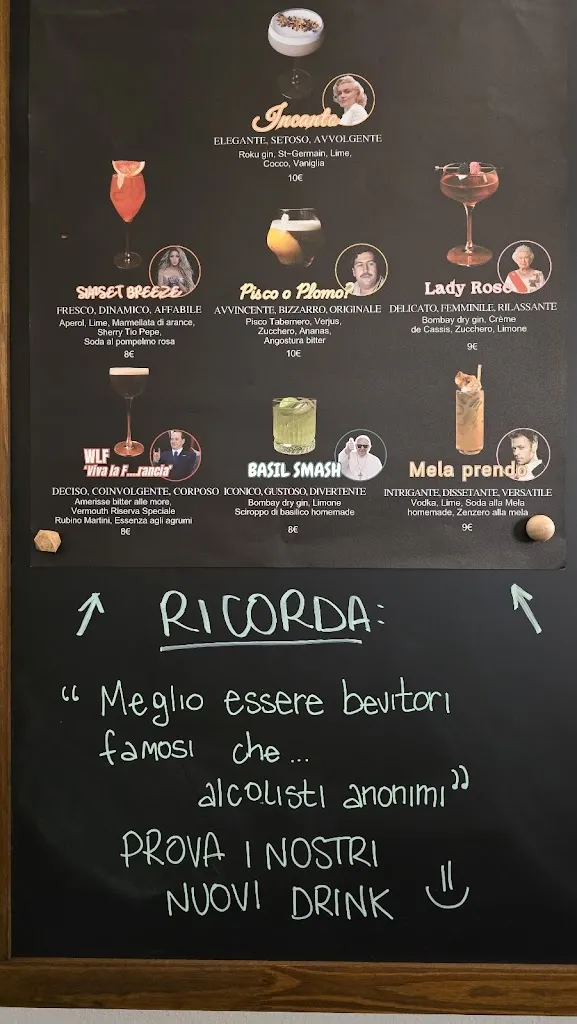 Incanto
ELEGANTE, SETOSO, AVVOLGENTE
Roku gin, St-Germain, Lime,
Cocco, Vaniglia
10€
SUNSET BREEZE
FRESCO, DINAMICO, AFFABILE
Aperol, Lime, Marmellata di arance,
Sherry Tio Pepe,
Soda al pompelmo rosa
8€
Pisco o Plomo?
AVVINCENTE, BIZZARRO, ORIGINALE
Pisco Tabernero, Verjus,
Zucchero, Ananas,
Angostura bitter
10€
Lady Rose
DELICATO, FEMMINILE, RILASSANTE
Bombay dry gin, Crème
de Cassis, Zucchero, Limone
9€
WLF
"Viva la F....rancia"
DECISO, COINVOLGENTE, CORPOSO
Amerisse bitter alle more,
Vermouth Riserva Speciale
Rubino Martini, Essenza agli agrumi
8€
BASIL SMASH
ICONICO, GUSTOSO, DIVERTENTE
Bombay dry gin, Limone
Sciroppo di basilico homemade
8€
Mela prendo
INTRIGANTE, DISSETANTE, VERSATILE
Vodka, Lime, Soda alla Mela
homemade, Zenzero alla mela
9€
RICORDA:
“ Meglio essere bevitori
famosi che...
alcolisti anonimi”
PROVA I NOSTRI
NUOVI DRINK